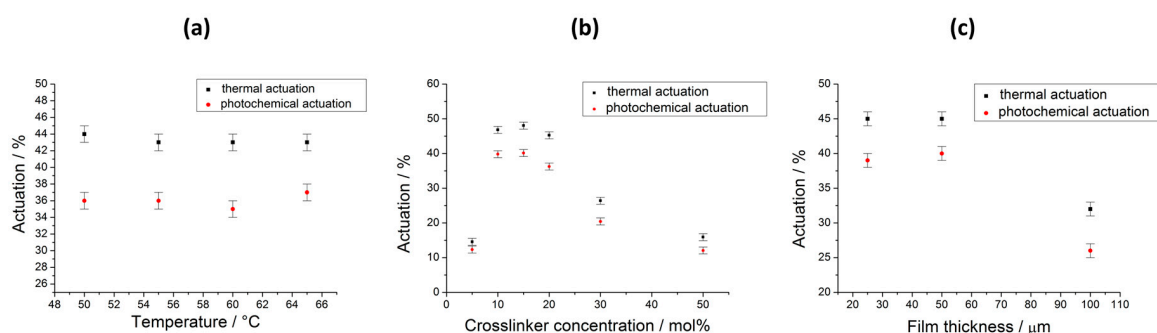 (a)
thermal actuation
photochemical actuation
Actuation / %
50
48
46
44
42
40
38
36
34
32
30
28
26
48 50 52 54 56 58 60 62 64 66
Temperature / °C
(b)
thermal actuation
photochemical actuation
Actuation / %
60
50
40
30
20
10
0
0 10 20 30 40 50
Crosslinker concentration / mol%
(c)
thermal actuation
photochemical actuation
Actuation / %
50
45
40
35
30
25
20
20 30 40 50 60 70 80 90 100 110
Film thickness / μm